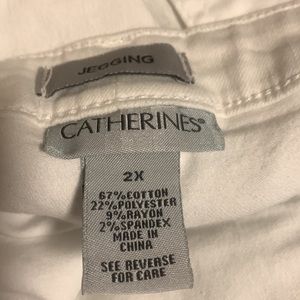 JEGGING
CATHERINES®
2X
67%COTTON
22%POLYESTER
9%RAYON
2%SPANDEX
MADE IN
CHINA
SEE REVERSE
FOR CARE